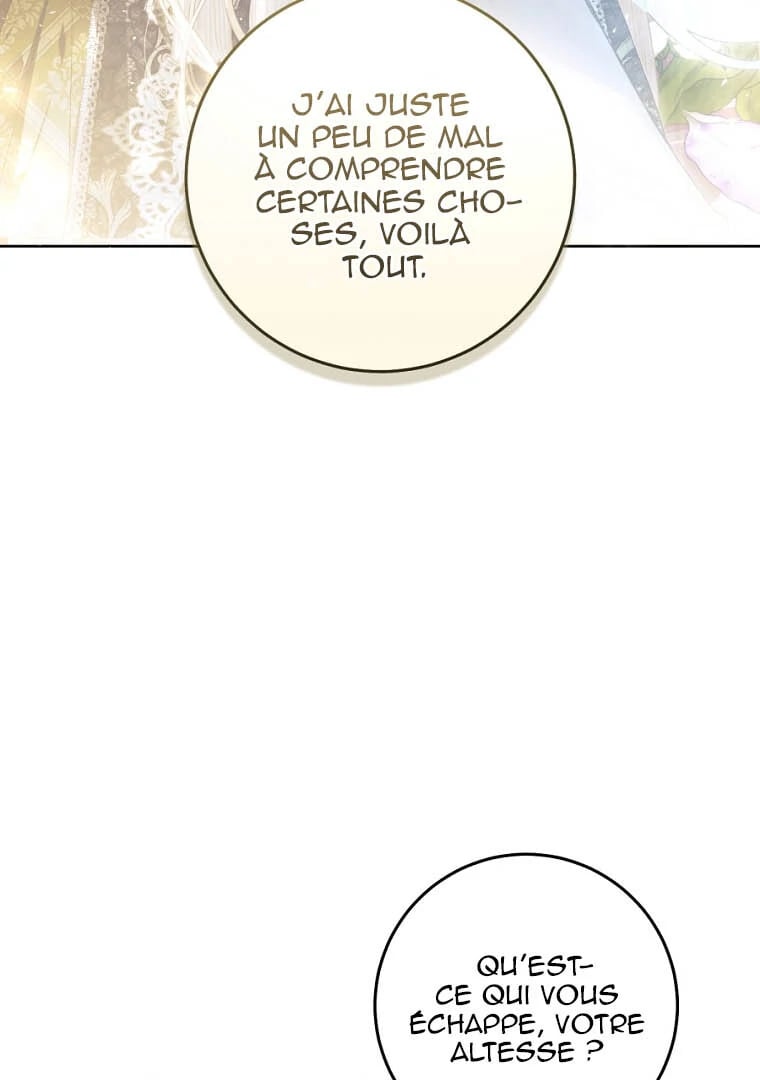 J'AI JUSTE
UN PEU DE MAL
À COMPRENDRE
CERTAINES CHO-
SES, VOILÀ
TOUT.
QU'EST-
CE QUI VOUS
ÉCHAPPE, VOTRE
ALTESSE ?